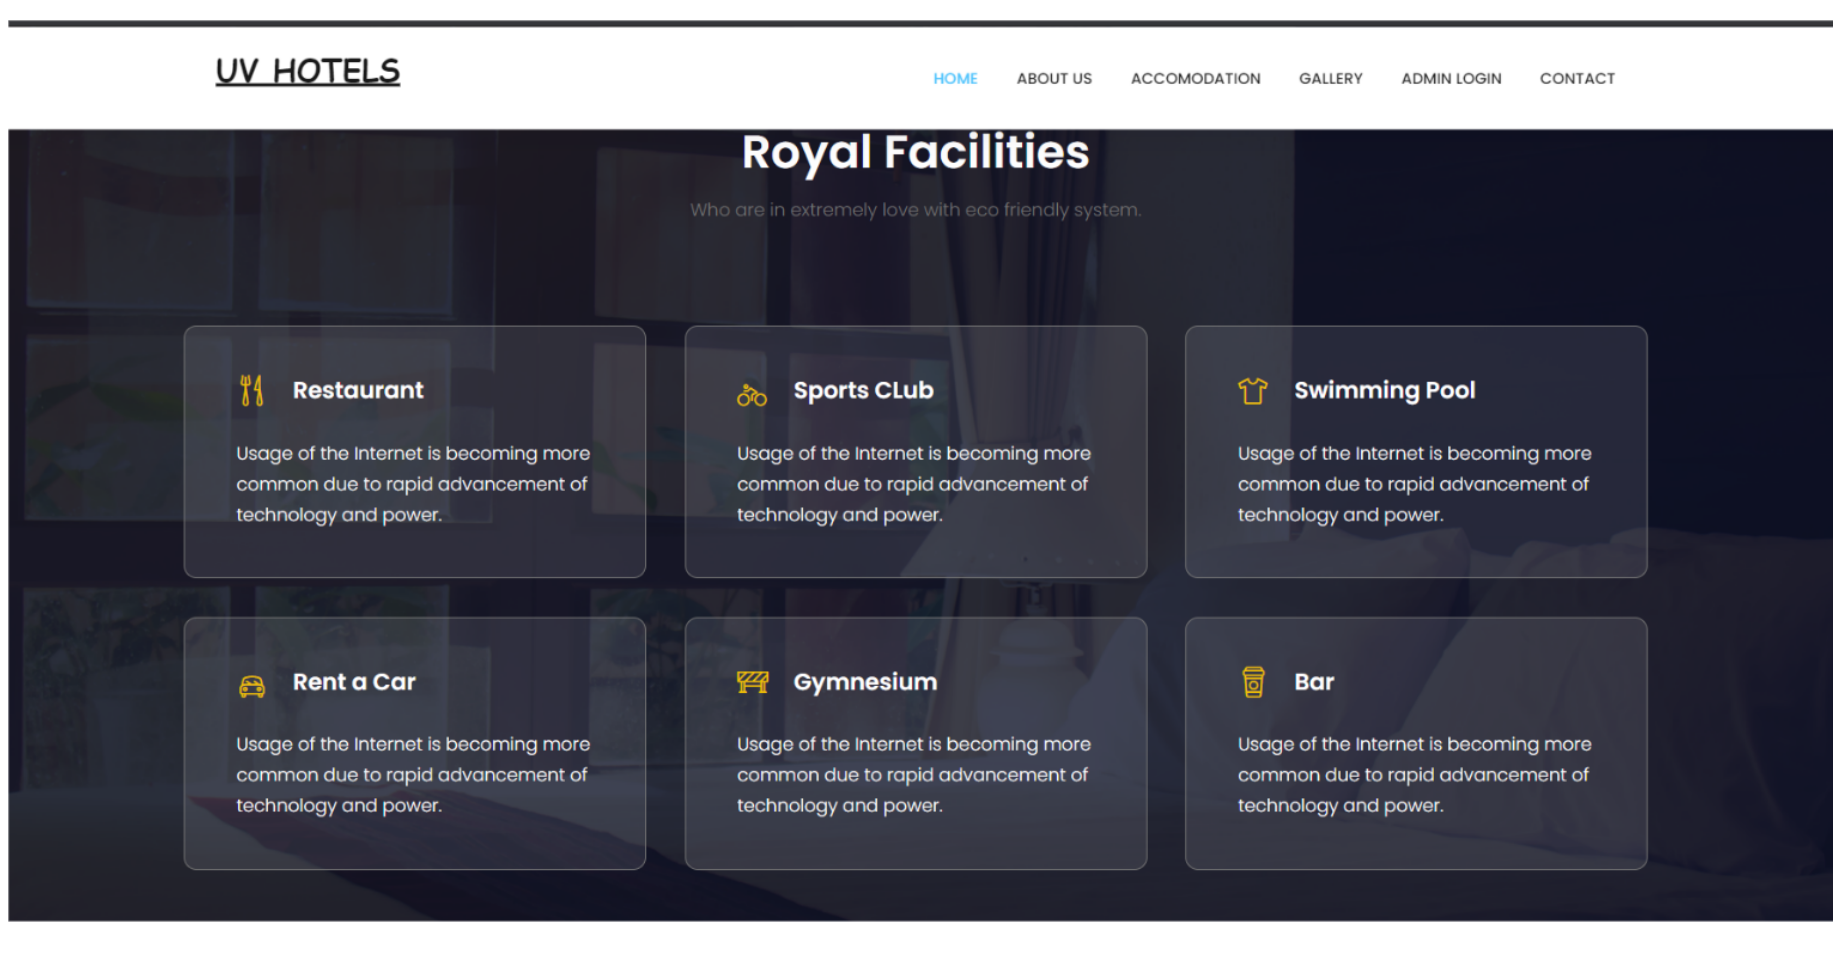 UV HOTELS
HOME ABOUT US ACCOMODATION GALLERY ADMIN LOGIN CONTACT
Royal Facilities
Who are in extremely love with eco friendly system.
Restaurant
Usage of the Internet is becoming more
common due to rapid advancement of
technology and power.
Sports CLub
Usage of the Internet is becoming more
common due to rapid advancement of
technology and power.
Swimming Pool
Usage of the Internet is becoming more
common due to rapid advancement of
technology and power.
Rent a Car
Usage of the Internet is becoming more
common due to rapid advancement of
technology and power.
Gymnesium
Usage of the Internet is becoming more
common due to rapid advancement of
technology and power.
Bar
Usage of the Internet is becoming more
common due to rapid advancement of
technology and power.